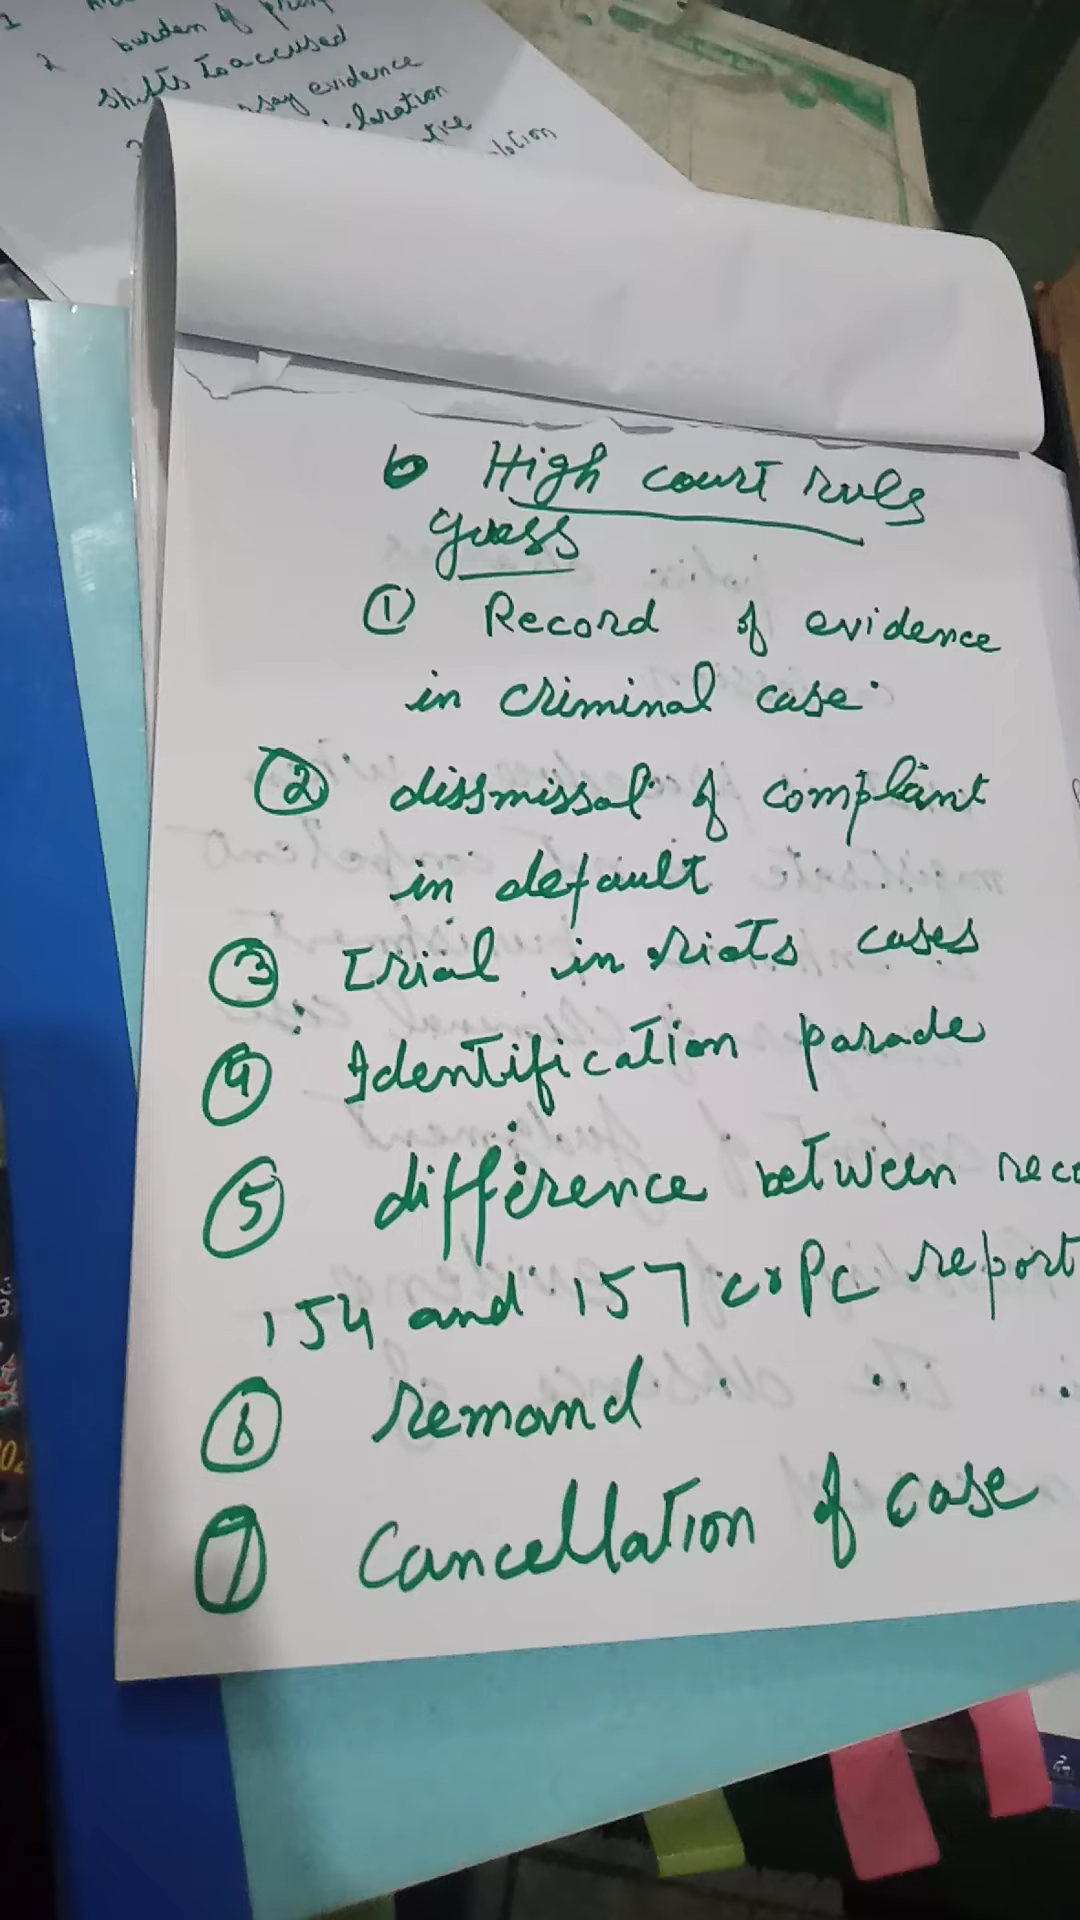 burden of
2
shifts to accused
evidence
High court rules
guess
① Record of evidence
in criminal case
② dissmissal of complaint
in default
③ Trial in riots cases
④ Identification parade
⑤ difference between
154 and 157 crPc report
⑥ remand
⑦ Cancellation of case